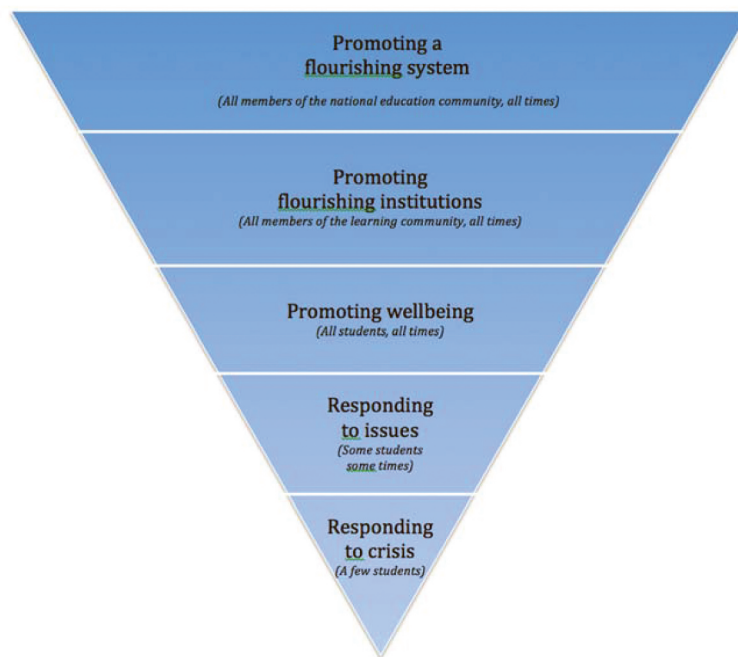 Promoting a
flourishing system
(All members of the national education community, all times)
Promoting
flourishing institutions
(All members of the learning community, all times)
Promoting wellbeing
(All students, all times)
Responding
to issues
(Some students
some times)
Responding
to crisis
(A few students)